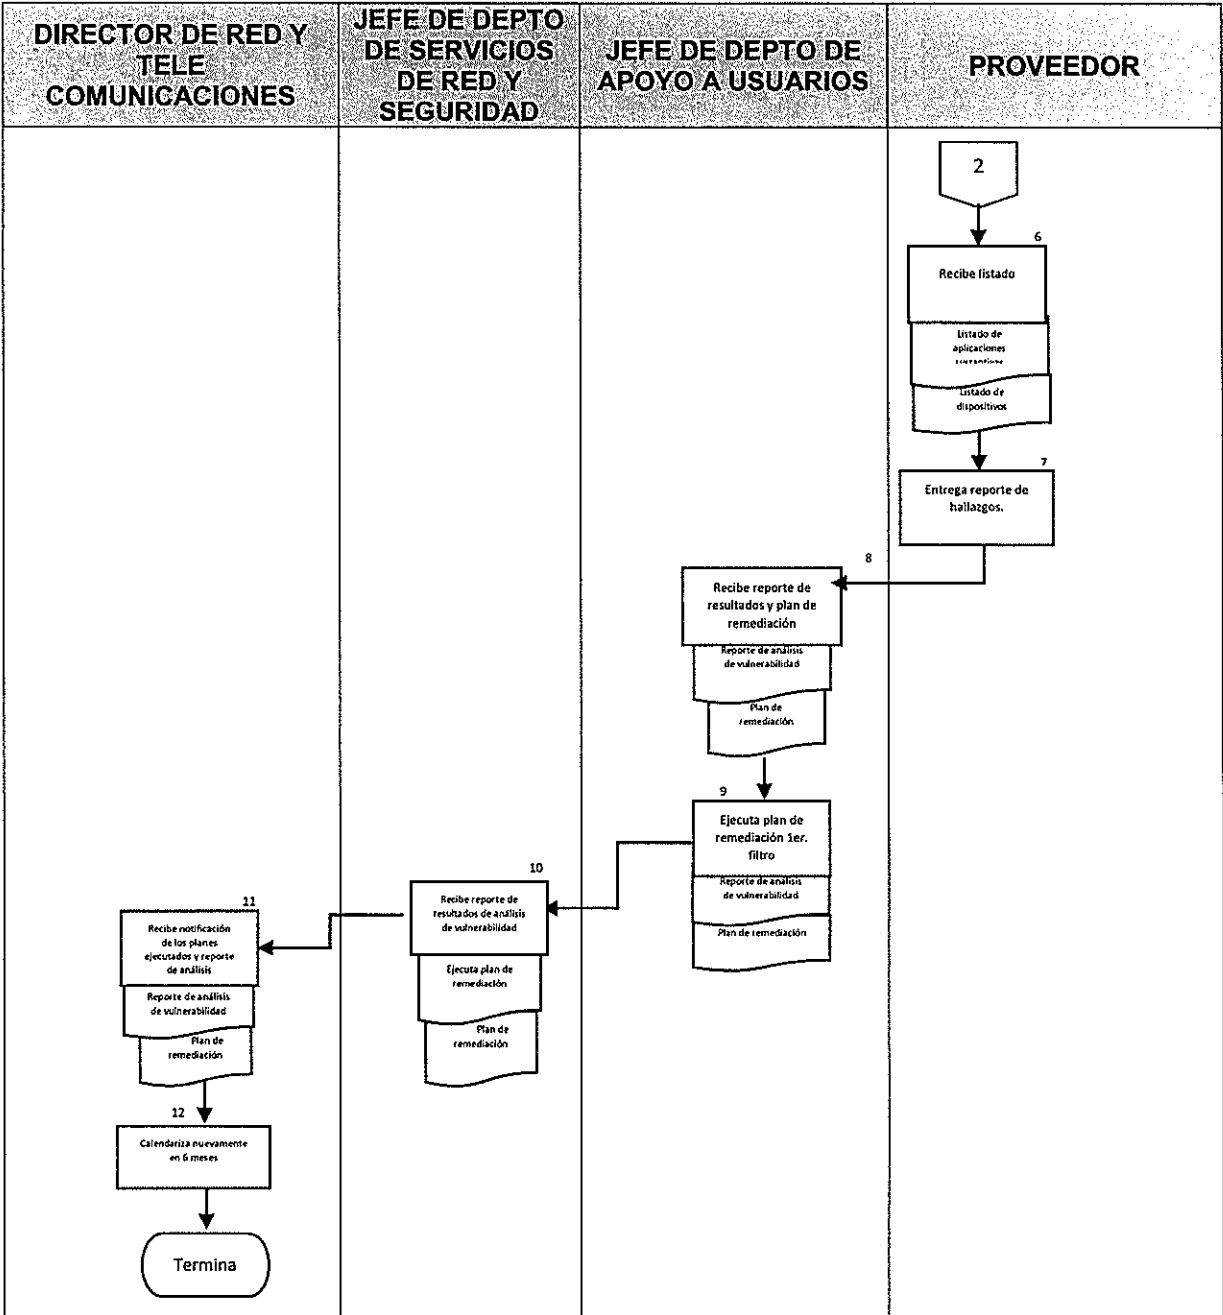 DIRECTOR DE RED Y
TELE
COMUNICACIONES
JEFE DE DEPTO
DE SERVICIOS
DE RED Y
SEGURIDAD
JEFE DE DEPTO DE
APOYO A USUARIOS
PROVEEDOR
2
6
Recibe listado
Listado de
aplicaciones
Listado de
dispositivos
7
Entrega reporte de
hallazgos.
8
Recibe reporte de
resultados y plan de
remediación
Reporte de análisis
de vulnerabilidad
Plan de
remediación
9
Ejecuta plan de
remediación 1er.
filtro
Reporte de análisis
de vulnerabilidad
Plan de remediación
10
Recibe reporte de
resultados de análisis
de vulnerabilidad
Ejecuta plan de
remediación
Plan de
remediación
11
Recibe notificación
de los planes
ejecutados y reporte
de análisis
Reporte de análisis
de vulnerabilidad
Plan de
remediación
12
Calendariza nuevamente
en 6 meses
Termina